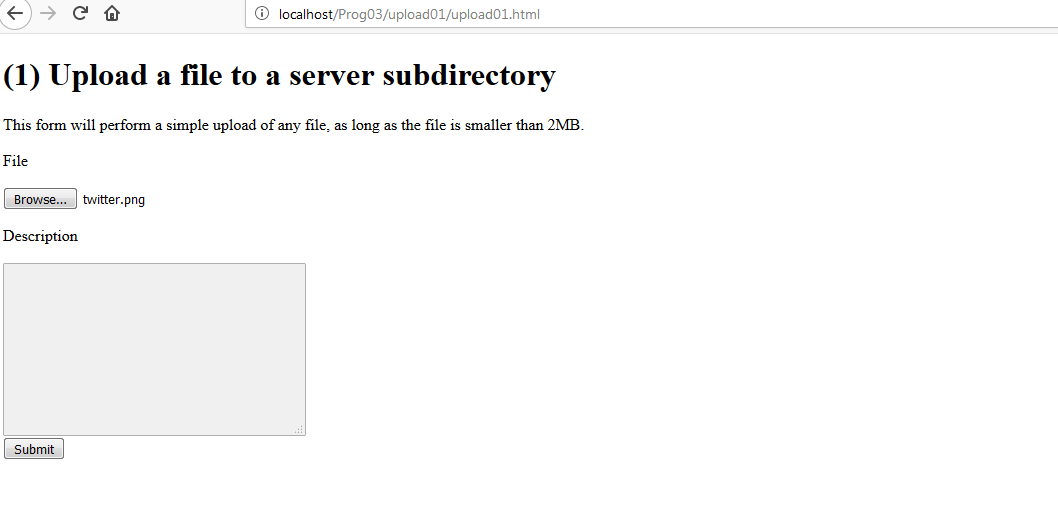 localhost/Prog03/upload01/upload01.html
(1) Upload a file to a server subdirectory
This form will perform a simple upload of any file, as long as the file is smaller than 2MB.
File
Browse... twitter.png
Description
Submit